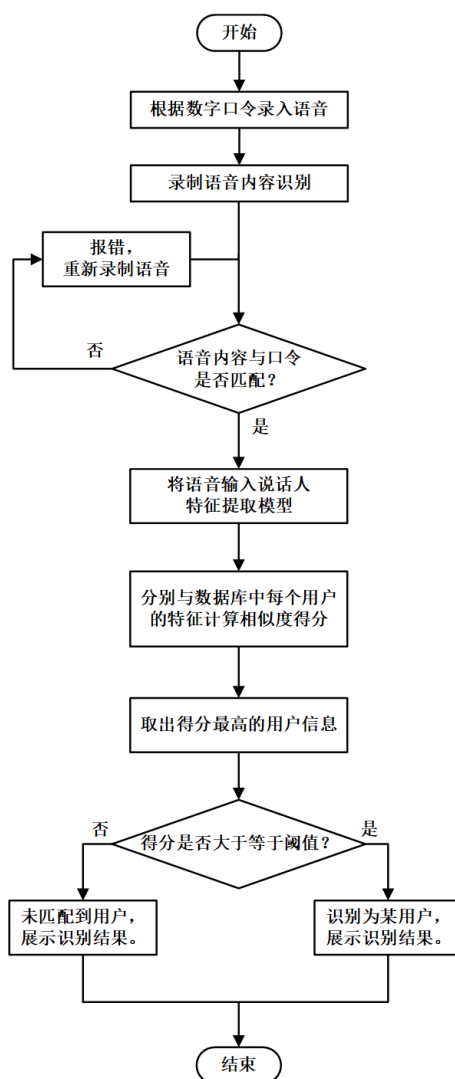 开始
根据数字口令录入语音
录制语音内容识别
报错，
重新录制语音
否
语音内容与口令
是否匹配？
是
将语音输入说话人
特征提取模型
分别与数据库中每个用户
的特征计算相似度得分
取出得分最高的用户信息
否
得分是否大于等于阈值？
是
未匹配到用户，
展示识别结果。
识别为某用户，
展示识别结果。
结束